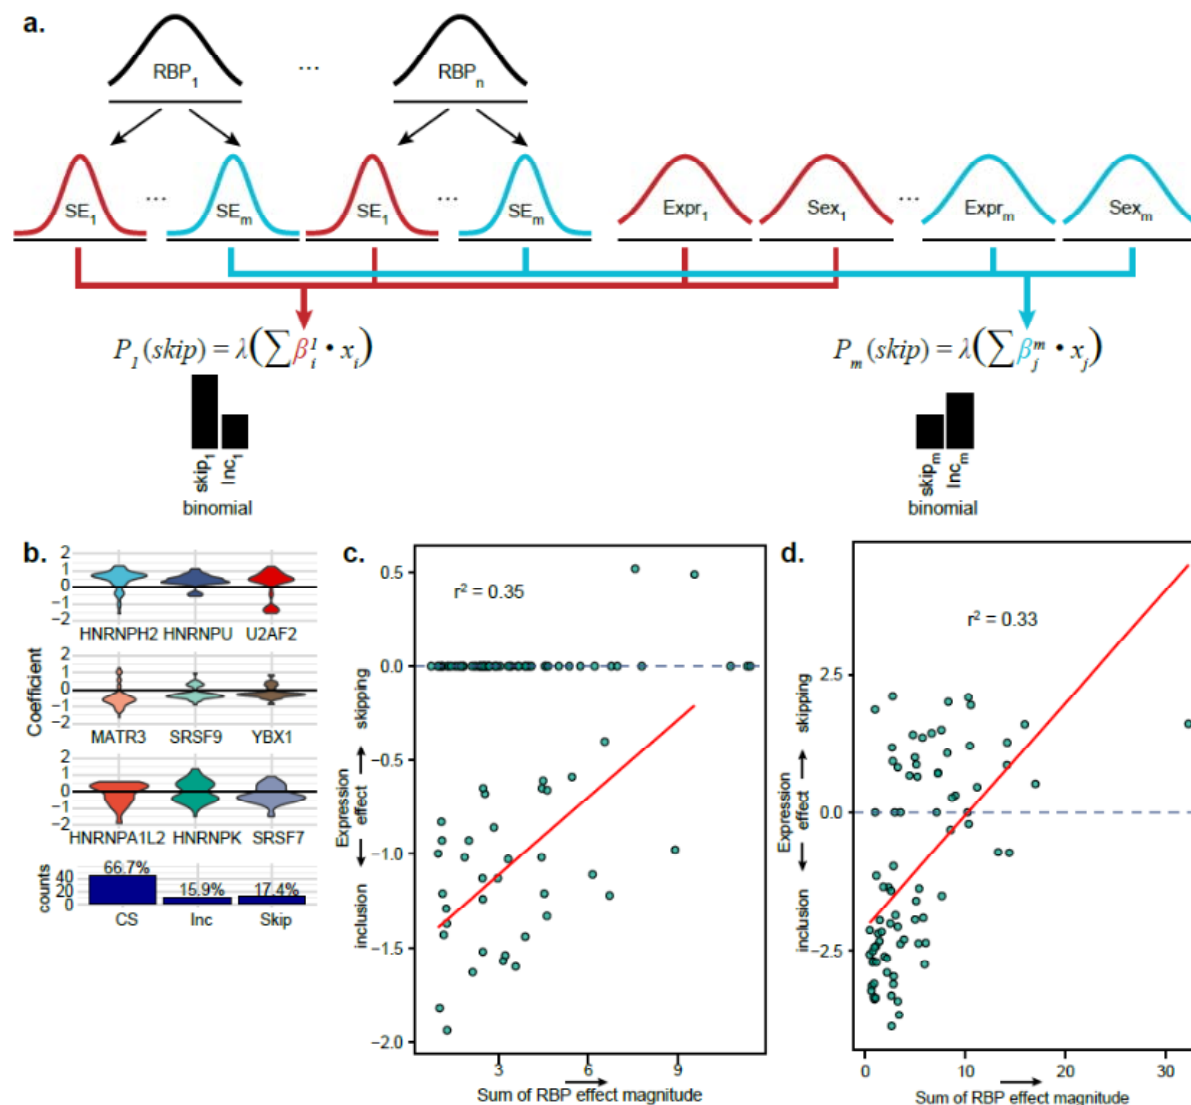 a.
RBP1 ... RBPn
SE1 ... SEm SE1 ... SEm Expr1 Sex1 ... Exprm Sexm
P1(skip) = λ(∑ β_i^1 • x_i)
Pm(skip) = λ(∑ β_j^m • x_j)
skip1 Inc1
binomial
skipm Incm
binomial
b.
Coefficient
2
1
0
−1
−2
HNRNPH2 HNRNPU U2AF2
2
1
0
−1
−2
MATR3 SRSF9 YBX1
2
1
0
−1
−2
HNRNPA1L2 HNRNPK SRSF7
counts
40
20
0
66.7% 15.9% 17.4%
CS Inc Skip
c.
r² = 0.35
0.5
0.0
−0.5
−1.0
−1.5
−2.0
inclusion ← Expression effect → skipping
3 6 9
Sum of RBP effect magnitude
d.
r² = 0.33
2.5
0.0
−2.5
inclusion ← Expression effect → skipping
0 10 20 30
Sum of RBP effect magnitude